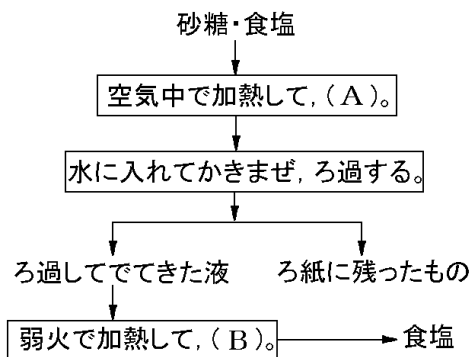 砂糖・食塩
空気中で加熱して,(A)。
水に入れてかきまぜ,ろ過する。
ろ過してでてきた液
ろ紙に残ったもの
弱火で加熱して,(B)。
食塩